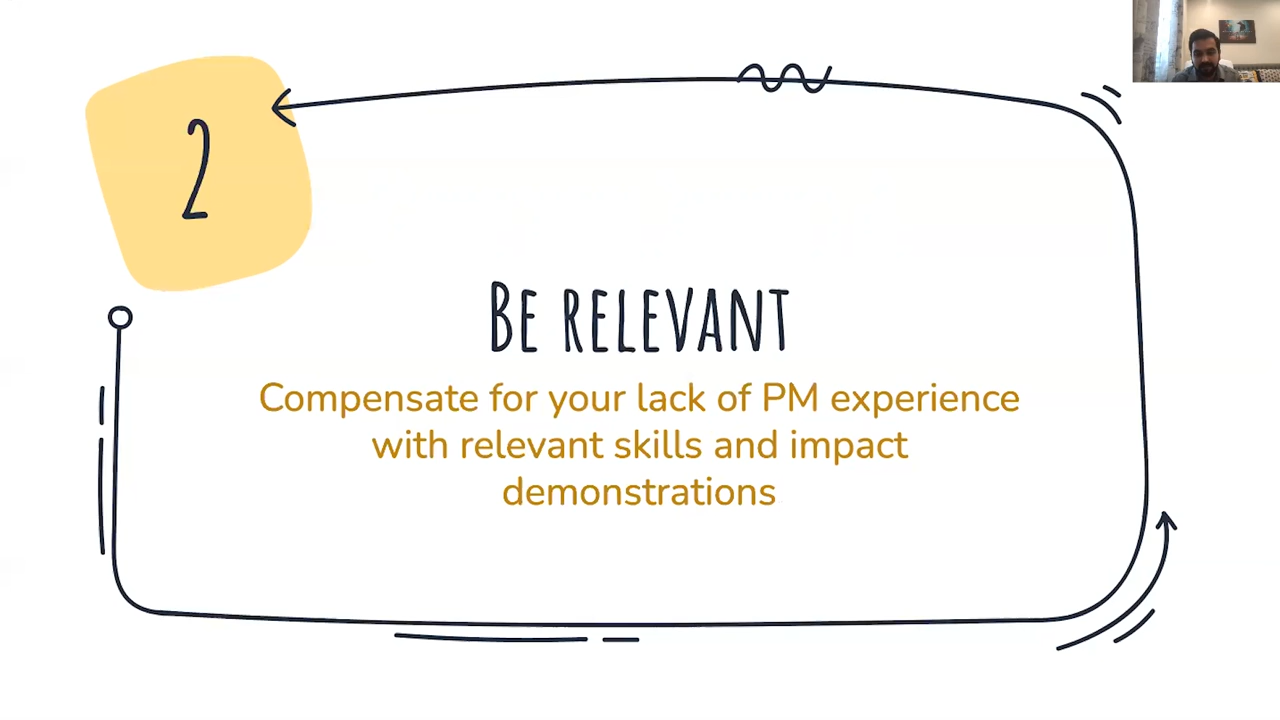 2
Be relevant
Compensate for your lack of PM experience
with relevant skills and impact
demonstrations